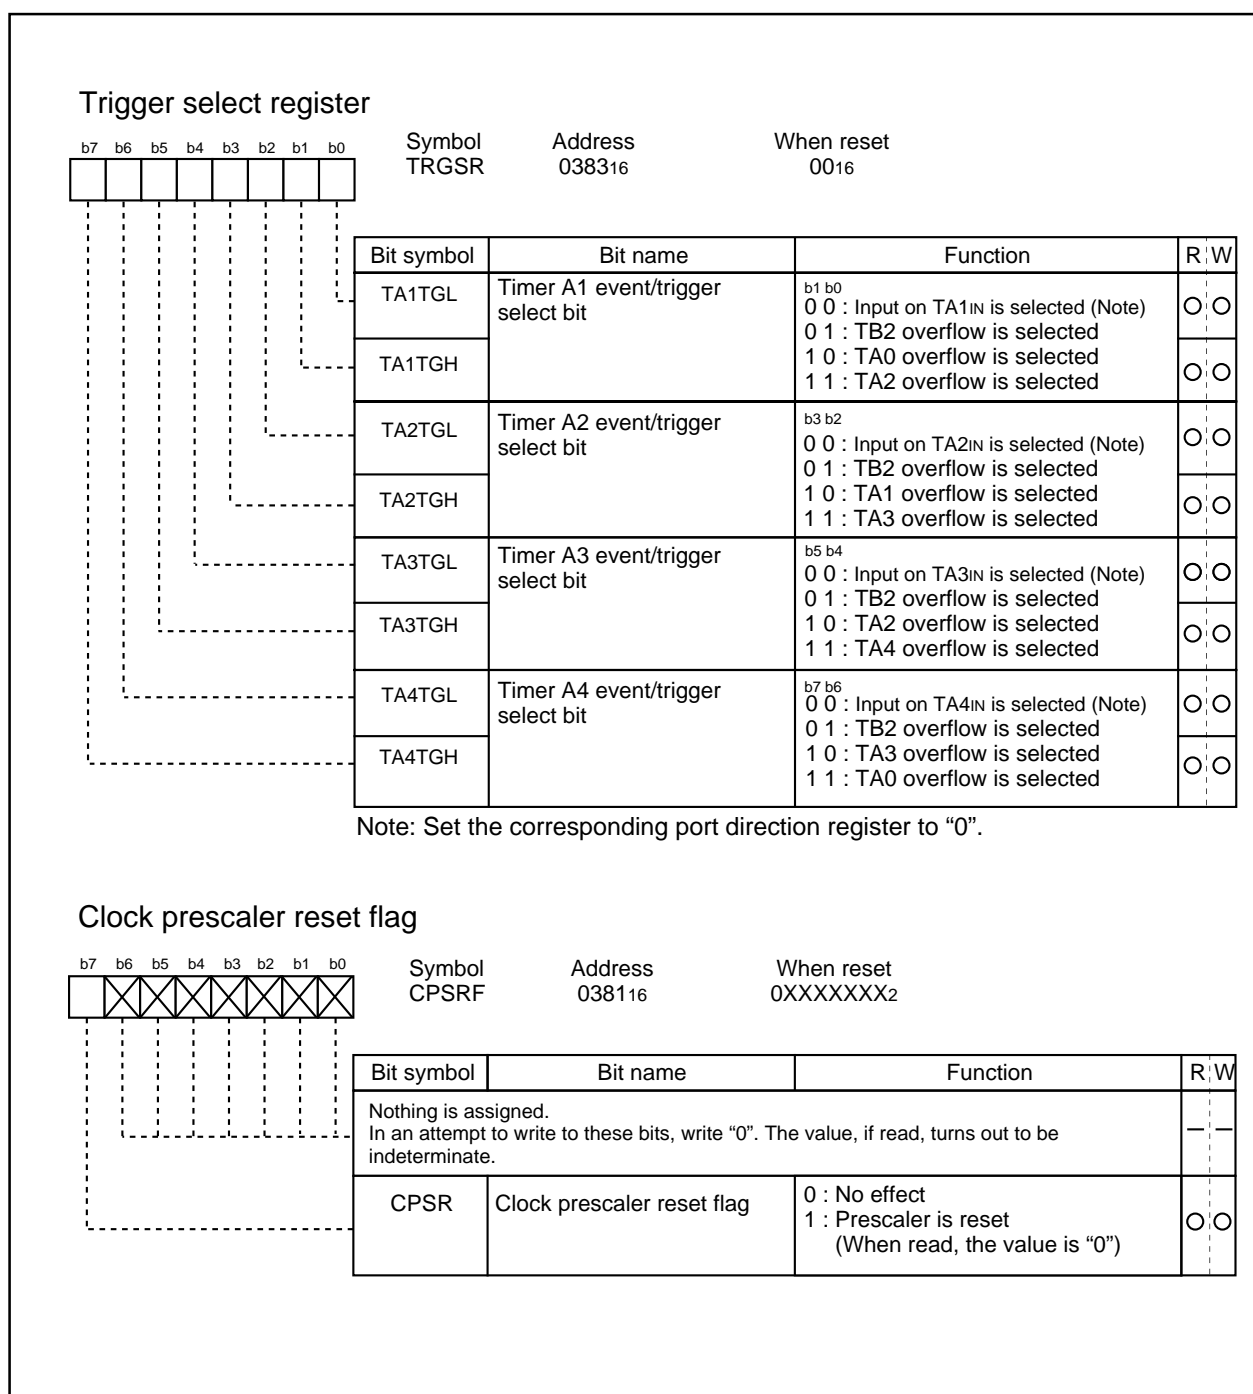 Trigger select register
b7 b6 b5 b4 b3 b2 b1 b0
Symbol Address When reset
TRGSR 038316 0016
Bit symbol Bit name Function R W
TA1TGL Timer A1 event/trigger select bit
TA1TGH
b1 b0
0 0 : Input on TA1IN is selected (Note)
0 1 : TB2 overflow is selected
1 0 : TA0 overflow is selected
1 1 : TA2 overflow is selected
TA2TGL Timer A2 event/trigger select bit
TA2TGH
b3 b2
0 0 : Input on TA2IN is selected (Note)
0 1 : TB2 overflow is selected
1 0 : TA1 overflow is selected
1 1 : TA3 overflow is selected
TA3TGL Timer A3 event/trigger select bit
TA3TGH
b5 b4
0 0 : Input on TA3IN is selected (Note)
0 1 : TB2 overflow is selected
1 0 : TA2 overflow is selected
1 1 : TA4 overflow is selected
TA4TGL Timer A4 event/trigger select bit
TA4TGH
b7 b6
0 0 : Input on TA4IN is selected (Note)
0 1 : TB2 overflow is selected
1 0 : TA3 overflow is selected
1 1 : TA0 overflow is selected
Note: Set the corresponding port direction register to “0”.
Clock prescaler reset flag
b7 b6 b5 b4 b3 b2 b1 b0
Symbol Address When reset
CPSRF 038116 0XXXXXXX2
Bit symbol Bit name Function R W
Nothing is assigned.
In an attempt to write to these bits, write “0”. The value, if read, turns out to be
indeterminate.
CPSR Clock prescaler reset flag
0 : No effect
1 : Prescaler is reset
(When read, the value is “0”)